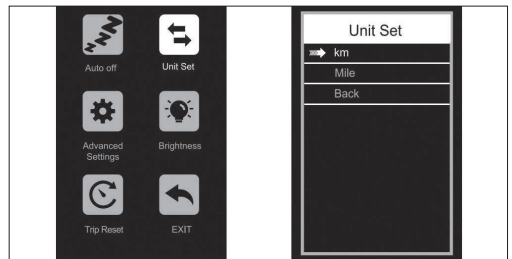 Auto off
Unit Set
Advanced
Settings
Brightness
Trip Reset
EXIT
Unit Set
km
Mile
Back